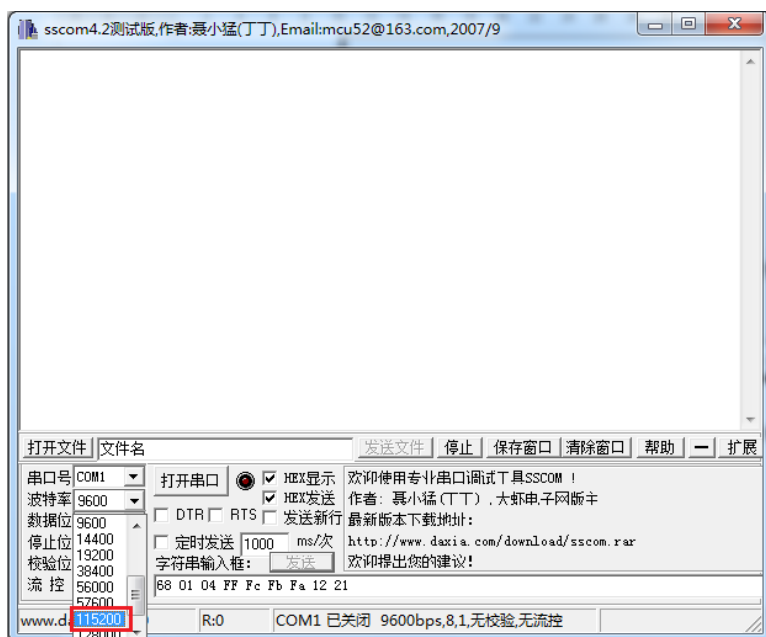 sscom4.2测试版,作者:聂小猛(丁丁),Email:mcu52@163.com,2007/9
打开文件 文件名 发送文件 停止 保存窗口 清除窗口 帮助 — 扩展
串口号 COM1 打开串口 HEX显示 欢迎使用专业串口调试工具SSCOM !
波特率 9600 HEX发送 作者: 聂小猛(丁丁),大虾电子网版主
数据位 9600 DTR RTS 发送新行 最新版本下载地址:
14400
停止位 定时发送 1000 ms/次 http://www.daxia.com/download/sscom.rar
19200
校验位 字符串输入框: 发送 欢迎提出您的建议!
38400
流 控 56000 68 01 04 FF Fc Fb Fa 12 21
57600
www.d 115200 R:0 COM1 已关闭 9600bps,8,1,无校验,无流控
128000